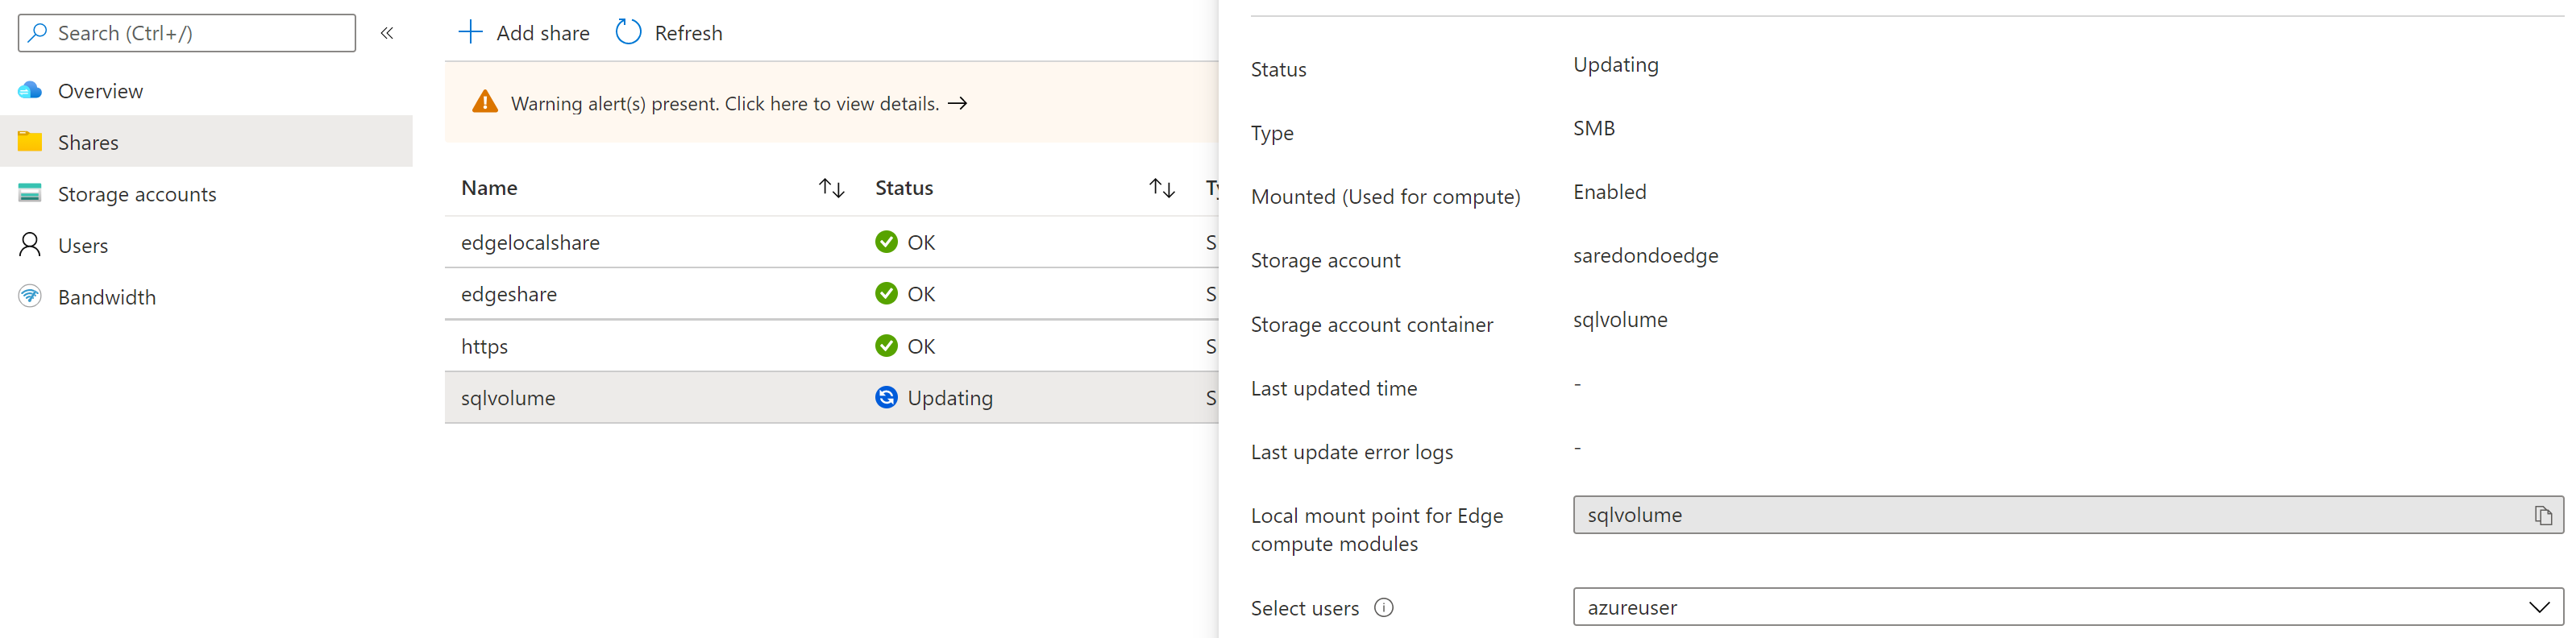 Search (Ctrl+/)
«
Overview
Shares
Storage accounts
Users
Bandwidth
Add share
Refresh
Warning alert(s) present. Click here to view details. →
Name
Status
edgelocalshare
OK
S
edgeshare
OK
S
https
OK
S
sqlvolume
Updating
S
Status
Updating
Type
SMB
Mounted (Used for compute)
Enabled
Storage account
saredondoedge
Storage account container
sqlvolume
Last updated time
-
Last update error logs
-
Local mount point for Edge
compute modules
sqlvolume
Select users
azureuser